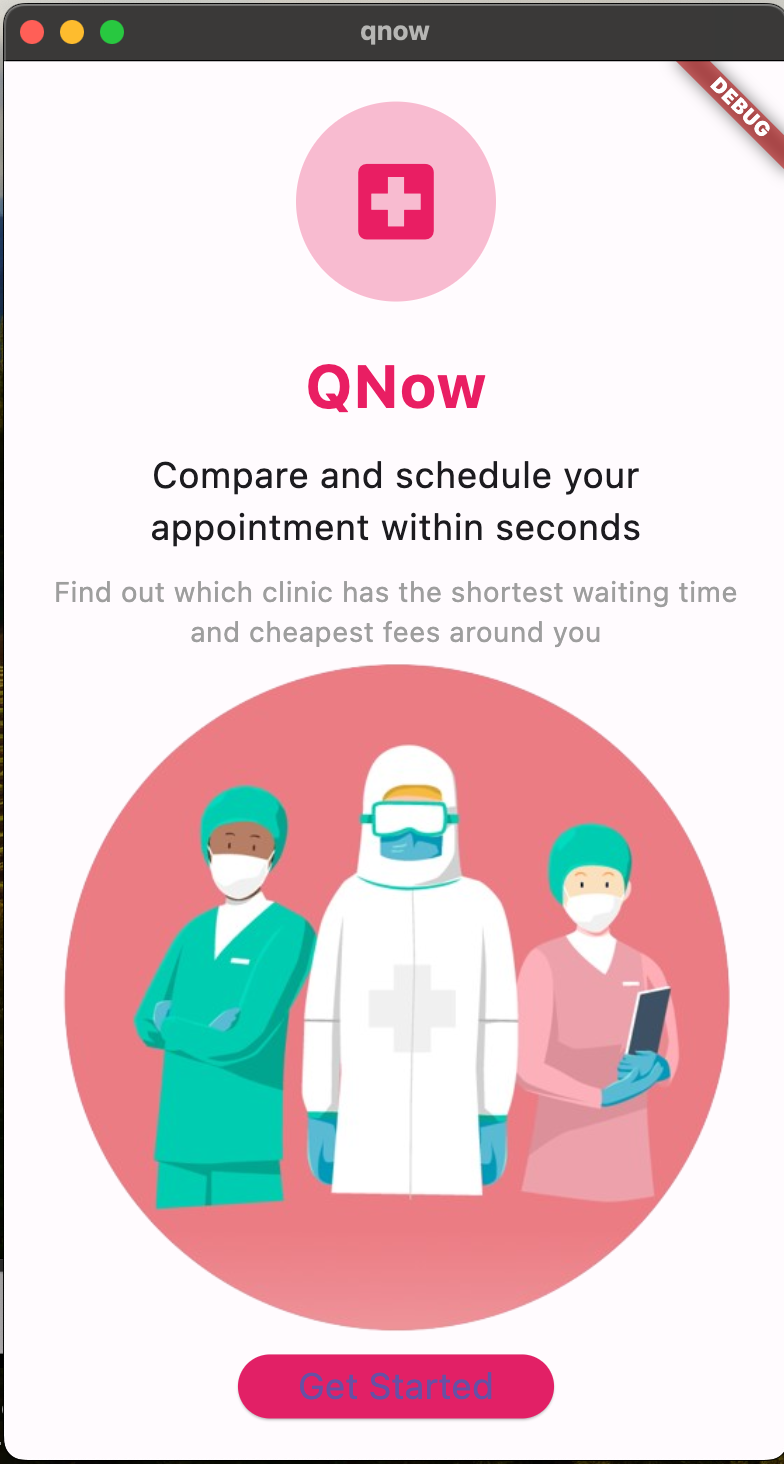 qnow
DEBUG
QNow
Compare and schedule your
appointment within seconds
Find out which clinic has the shortest waiting time
and cheapest fees around you
Get Started